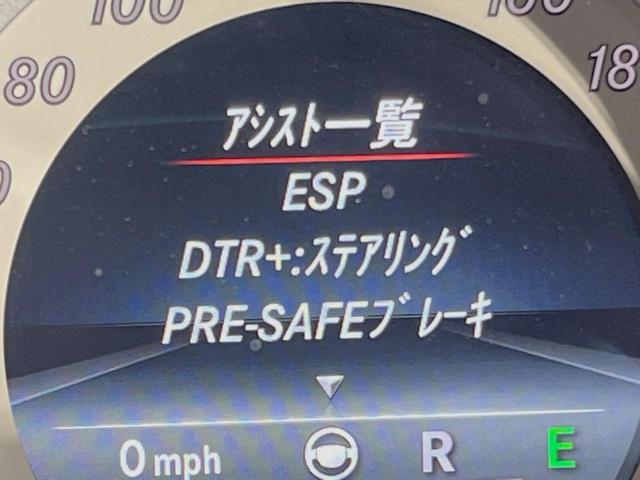 100
80
160
18
ｱｼｽﾄ一覧
ESP
DTR+:ｽﾃｱﾘﾝｸﾞ
PRE-SAFEﾌﾞﾚｰｷ
0 mph
R
E